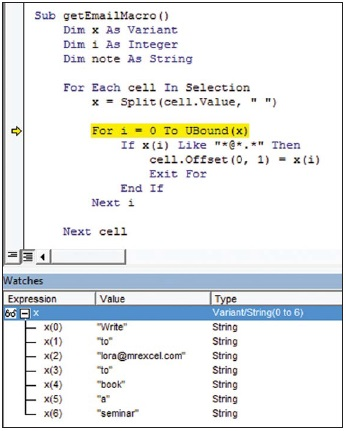 Sub getEmailMacro()
Dim x As Variant
Dim i As Integer
Dim note As String
For Each cell In Selection
x = Split(cell.Value, " ")
For i = 0 To UBound(x)
If x(i) Like "*@*.*" Then
cell.Offset(0, 1) = x(i)
Exit For
End If
Next i
Next cell
Watches
Expression Value Type
x Variant/String(0 to 6)
x(0) "Write" String
x(1) "to" String
x(2) "lora@mrexcel.com" String
x(3) "to" String
x(4) "book" String
x(5) "a" String
x(6) "seminar" String